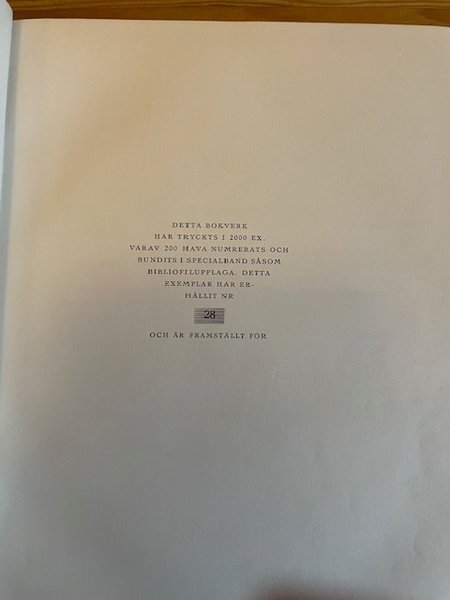 DETTA BOKVERK
HAR TRYCKTS I 2000 EX.
VARAV 200 HAVA NUMRERATS OCH
BUNDITS I SPECIALBAND SÅSOM
BIBLIOFILUPPLAGA. DETTA
EXEMPLAR HAR ER-
HÅLLIT NR
28
OCH ÄR FRAMSTÄLLT FÖR